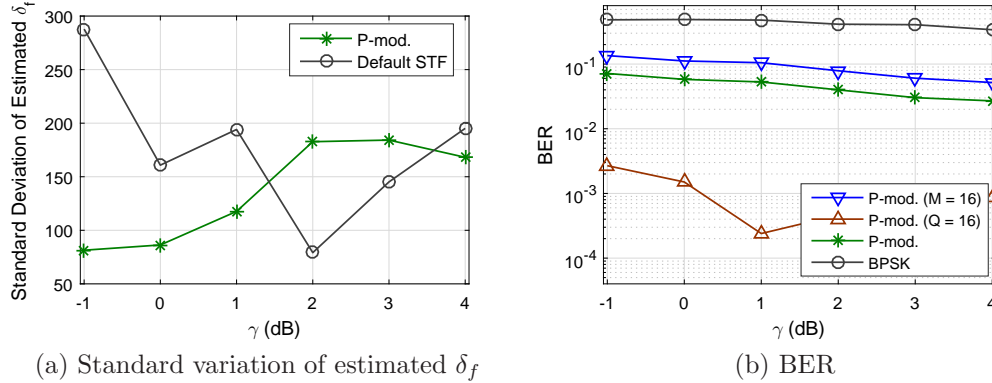 Standard Deviation of Estimated δ_f
300
250
200
150
100
50
-1 0 1 2 3 4
γ (dB)
P-mod.
Default STF
(a) Standard variation of estimated δ_f
BER
10^-1
10^-2
10^-3
10^-4
-1 0 1 2 3 4
γ (dB)
P-mod. (M = 16)
P-mod. (Q = 16)
P-mod.
BPSK
(b) BER